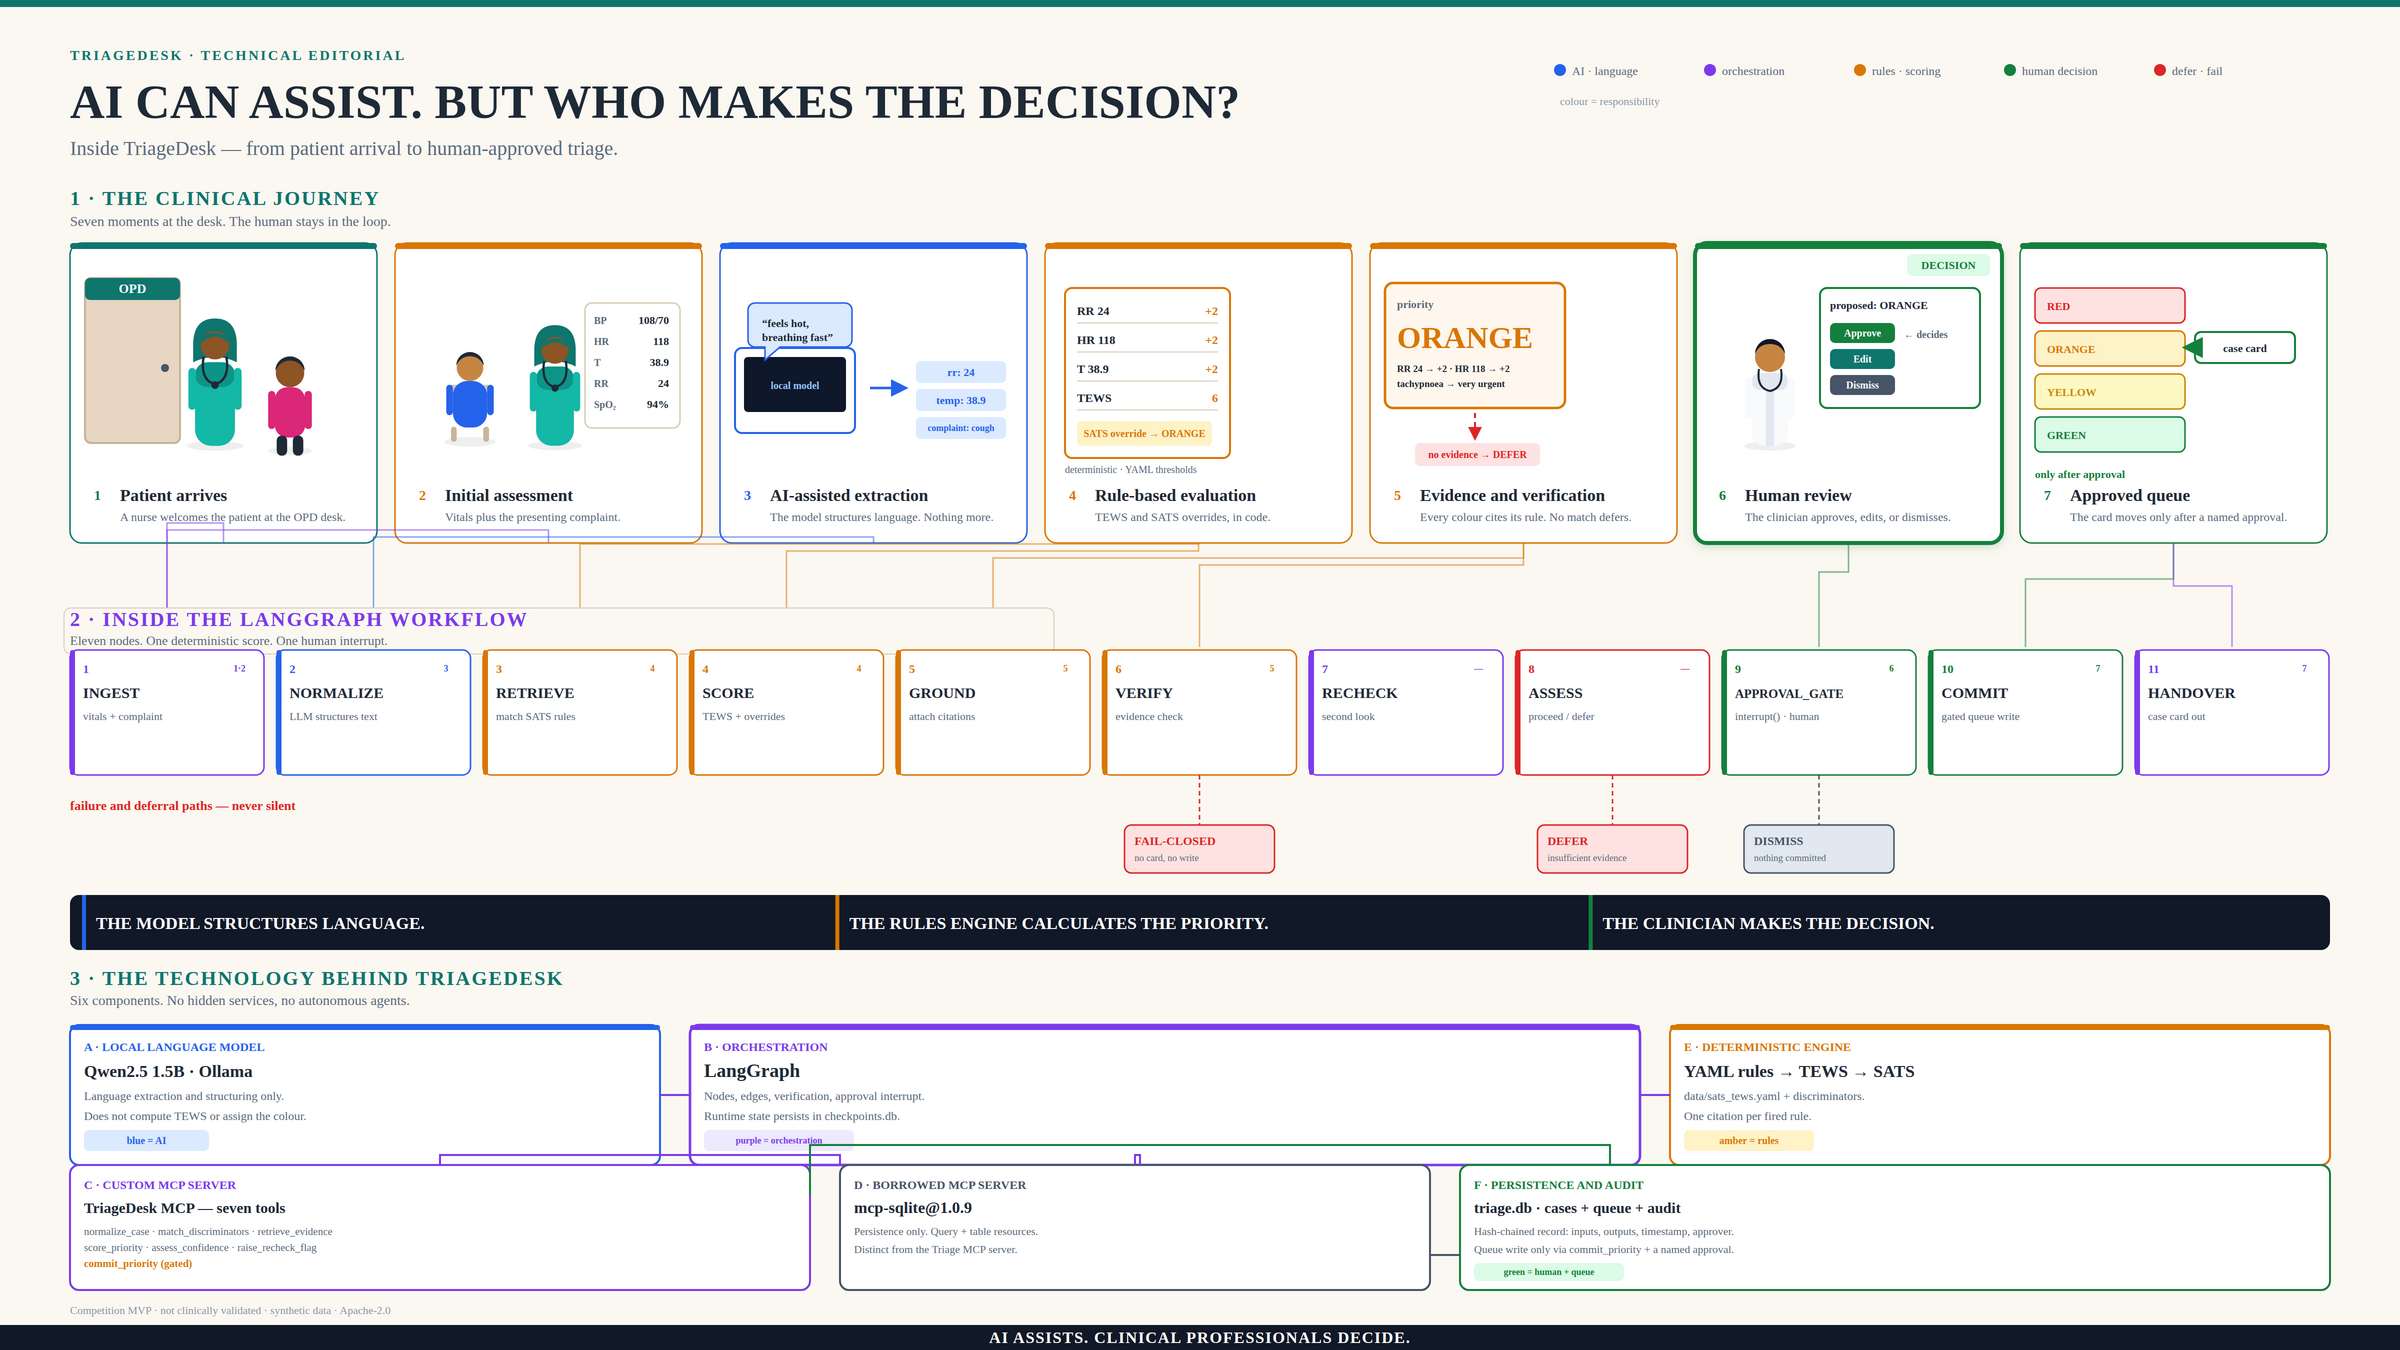 TRIAGEDESK · TECHNICAL EDITORIAL
AI CAN ASSIST. BUT WHO MAKES THE DECISION?
Inside TriageDesk — from patient arrival to human-approved triage.
AI · language
orchestration
rules · scoring
human decision
defer · fail
colour = responsibility
1 · THE CLINICAL JOURNEY
Seven moments at the desk. The human stays in the loop.
OPD
1 Patient arrives
A nurse welcomes the patient at the OPD desk.
BP 108/70
HR 118
T 38.9
RR 24
SpO₂ 94%
2 Initial assessment
Vitals plus the presenting complaint.
“feels hot,
breathing fast”
local model
rr: 24
temp: 38.9
complaint: cough
3 AI-assisted extraction
The model structures language. Nothing more.
RR 24 +2
HR 118 +2
T 38.9 +2
TEWS 6
SATS override → ORANGE
deterministic · YAML thresholds
4 Rule-based evaluation
TEWS and SATS overrides, in code.
priority
ORANGE
RR 24 → +2 · HR 118 → +2
tachypnoea → very urgent
no evidence → DEFER
5 Evidence and verification
Every colour cites its rule. No match defers.
DECISION
proposed: ORANGE
Approve ← decides
Edit
Dismiss
6 Human review
The clinician approves, edits, or dismisses.
RED
ORANGE
YELLOW
GREEN
case card
only after approval
7 Approved queue
The card moves only after a named approval.
2 · INSIDE THE LANGGRAPH WORKFLOW
Eleven nodes. One deterministic score. One human interrupt.
1 1·2
INGEST
vitals + complaint
2 3
NORMALIZE
LLM structures text
3 4
RETRIEVE
match SATS rules
4 4
SCORE
TEWS + overrides
5 5
GROUND
attach citations
6 5
VERIFY
evidence check
7 —
RECHECK
second look
8 —
ASSESS
proceed / defer
9 6
APPROVAL_GATE
interrupt() · human
10 7
COMMIT
gated queue write
11 7
HANDOVER
case card out
failure and deferral paths — never silent
FAIL-CLOSED
no card, no write
DEFER
insufficient evidence
DISMISS
nothing committed
THE MODEL STRUCTURES LANGUAGE.
THE RULES ENGINE CALCULATES THE PRIORITY.
THE CLINICIAN MAKES THE DECISION.
3 · THE TECHNOLOGY BEHIND TRIAGEDESK
Six components. No hidden services, no autonomous agents.
A · LOCAL LANGUAGE MODEL
Qwen2.5 1.5B · Ollama
Language extraction and structuring only.
Does not compute TEWS or assign the colour.
blue = AI
B · ORCHESTRATION
LangGraph
Nodes, edges, verification, approval interrupt.
Runtime state persists in checkpoints.db.
purple = orchestration
E · DETERMINISTIC ENGINE
YAML rules → TEWS → SATS
data/sats_tews.yaml + discriminators.
One citation per fired rule.
amber = rules
C · CUSTOM MCP SERVER
TriageDesk MCP — seven tools
normalize_case · match_discriminators · retrieve_evidence
score_priority · assess_confidence · raise_recheck_flag
commit_priority (gated)
D · BORROWED MCP SERVER
mcp-sqlite@1.0.9
Persistence only. Query + table resources.
Distinct from the Triage MCP server.
F · PERSISTENCE AND AUDIT
triage.db · cases + queue + audit
Hash-chained record: inputs, outputs, timestamp, approver.
Queue write only via commit_priority + a named approval.
green = human + queue
Competition MVP · not clinically validated · synthetic data · Apache-2.0
AI ASSISTS. CLINICAL PROFESSIONALS DECIDE.